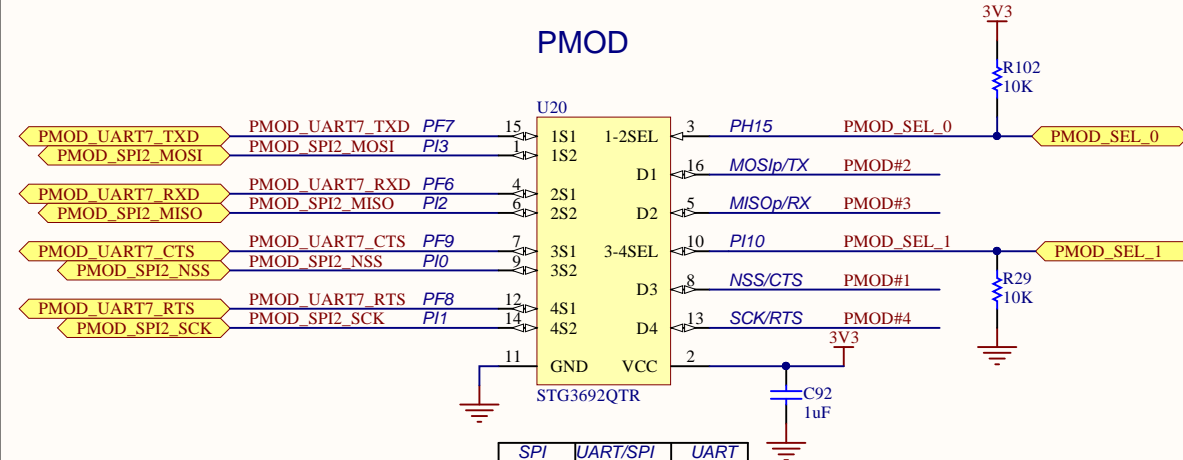 PMOD
3V3
R102
10K
U20
PMOD_UART7_TXD PMOD_UART7_TXD PF7 15 1S1 1-2SEL 3 PH15 PMOD_SEL_0 PMOD_SEL_0
PMOD_SPI2_MOSI PMOD_SPI2_MOSI PI3 1 1S2
D1 16 MOSIp/TX PMOD#2
PMOD_UART7_RXD PMOD_UART7_RXD PF6 4 2S1
PMOD_SPI2_MISO PMOD_SPI2_MISO PI2 6 2S2 D2 5 MISOp/RX PMOD#3
PMOD_UART7_CTS PMOD_UART7_CTS PF9 7 3S1 3-4SEL 10 PI10 PMOD_SEL_1 PMOD_SEL_1
PMOD_SPI2_NSS PMOD_SPI2_NSS PI0 9 3S2
D3 8 NSS/CTS PMOD#1
R29
10K
PMOD_UART7_RTS PMOD_UART7_RTS PF8 12 4S1
PMOD_SPI2_SCK PMOD_SPI2_SCK PI1 14 4S2 D4 13 SCK/RTS PMOD#4
3V3
11 GND VCC 2
STG3692QTR
C92
1uF
SPI UART/SPI UART